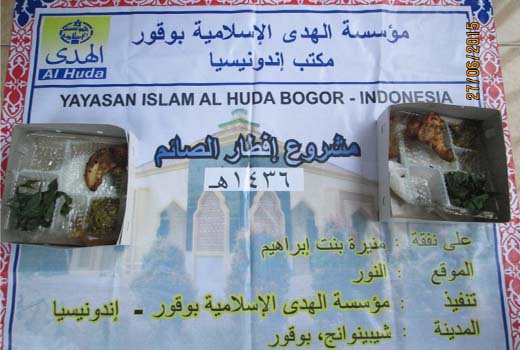 مؤسسة الهدى الإسلامية بوقور
مكتب إندونيسيا
الهدى
Al Huda
YAYASAN ISLAM AL HUDA BOGOR - INDONESIA
مشروع إفطار الصائم
١٤٣٦هـ
على نفقة : منيرة بنت إبراهيم
الموقع : النور
تنفيذ : مؤسسة الهدى الإسلامية بوقور - إندونيسيا
المدينة : شيبينوانج، بوقور
27/06/2015